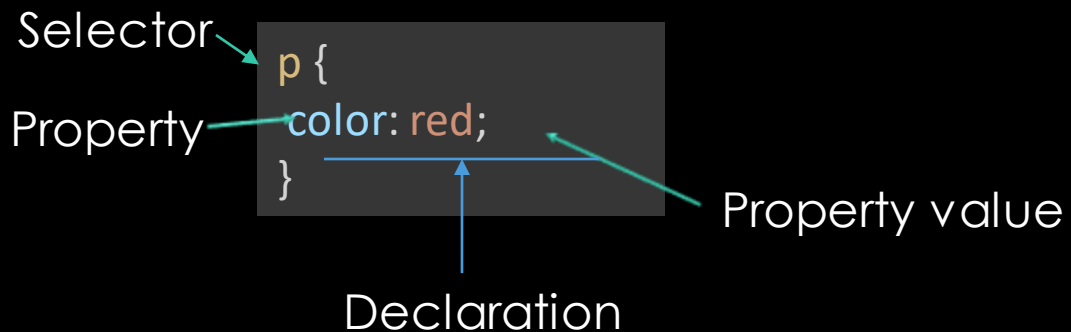 Selector
p {
Property
color: red;
}
Property value
Declaration